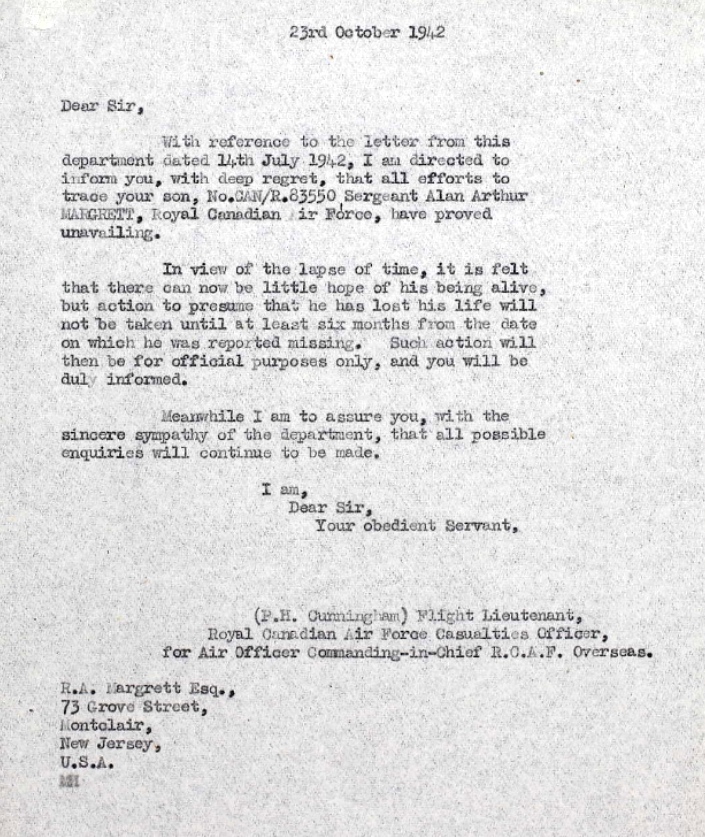 23rd October 1942
Dear Sir,
With reference to the letter from this
department dated 14th July 1942, I am directed to
inform you, with deep regret, that all efforts to
trace your son, No.CAN/R.83550 Sergeant Alan Arthur
MARGRETT, Royal Canadian Air Force, have proved
unavailing.
In view of the lapse of time, it is felt
that there can now be little hope of his being alive,
but action to presume that he has lost his life will
not be taken until at least six months from the date
on which he was reported missing. Such action will
then be for official purposes only, and you will be
duly informed.
Meanwhile I am to assure you, with the
sincere sympathy of the department, that all possible
enquiries will continue to be made.
I am,
Dear Sir,
Your obedient Servant,
(P.H. Cunningham) Flight Lieutenant,
Royal Canadian Air Force Casualties Officer,
for Air Officer Commanding-in-Chief R.C.A.F. Overseas.
R.A. Margrett Esq.,
73 Grove Street,
Montclair,
New Jersey,
U.S.A.